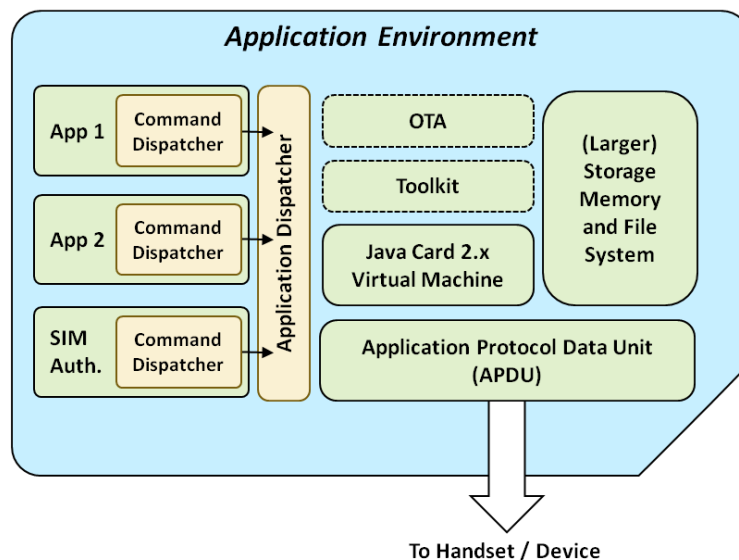 Application Environment
App 1
Command
Dispatcher
App 2
Command
Dispatcher
SIM
Auth.
Command
Dispatcher
Application Dispatcher
OTA
Toolkit
Java Card 2.x
Virtual Machine
(Larger)
Storage
Memory
and File
System
Application Protocol Data Unit
(APDU)
To Handset / Device